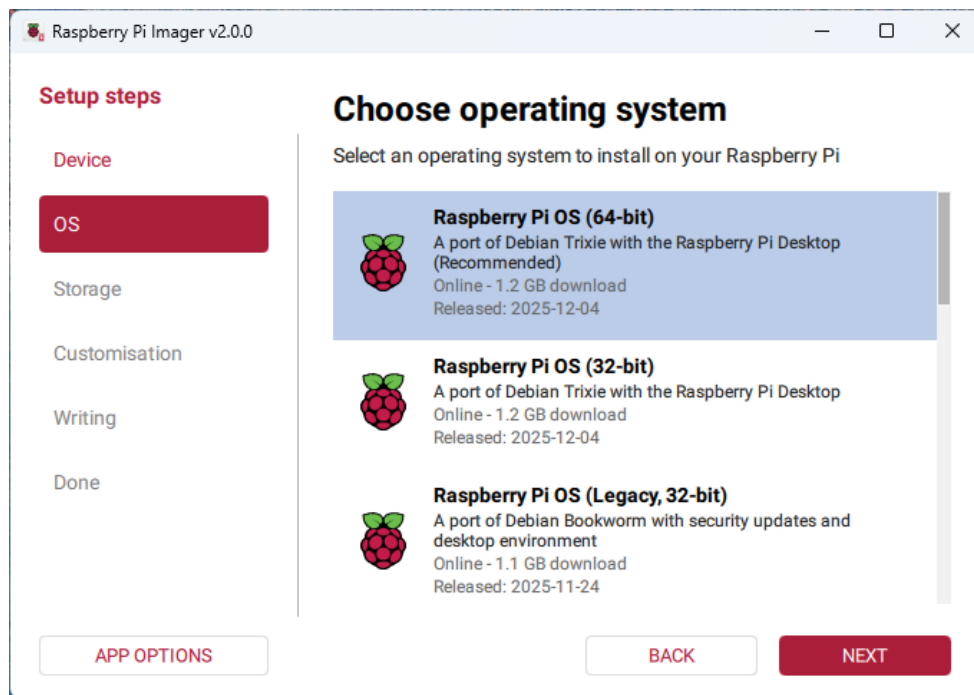 Raspberry Pi Imager v2.0.0
Setup steps
Device
OS
Storage
Customisation
Writing
Done
APP OPTIONS
Choose operating system
Select an operating system to install on your Raspberry Pi
Raspberry Pi OS (64-bit)
A port of Debian Trixie with the Raspberry Pi Desktop
(Recommended)
Online - 1.2 GB download
Released: 2025-12-04
Raspberry Pi OS (32-bit)
A port of Debian Trixie with the Raspberry Pi Desktop
Online - 1.2 GB download
Released: 2025-12-04
Raspberry Pi OS (Legacy, 32-bit)
A port of Debian Bookworm with security updates and
desktop environment
Online - 1.1 GB download
Released: 2025-11-24
BACK
NEXT